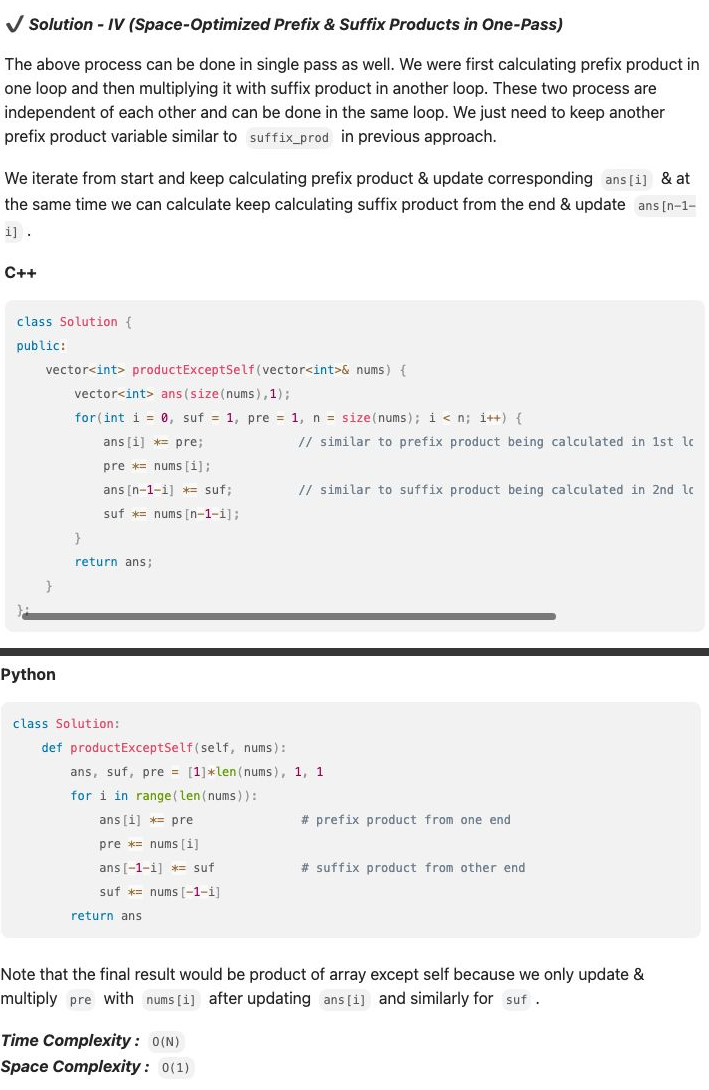 ✔ Solution - IV (Space-Optimized Prefix & Suffix Products in One-Pass)
The above process can be done in single pass as well. We were first calculating prefix product in
one loop and then multiplying it with suffix product in another loop. These two process are
independent of each other and can be done in the same loop. We just need to keep another
prefix product variable similar to suffix_prod in previous approach.
We iterate from start and keep calculating prefix product & update corresponding ans[i] & at
the same time we can calculate keep calculating suffix product from the end & update ans[n-1-
i] .
C++
class Solution {
public:
    vector<int> productExceptSelf(vector<int>& nums) {
        vector<int> ans(size(nums),1);
        for(int i = 0, suf = 1, pre = 1, n = size(nums); i < n; i++) {
            ans[i] *= pre;             // similar to prefix product being calculated in 1st
            pre *= nums[i];
            ans[n-1-i] *= suf;         // similar to suffix product being calculated in 2nd
            suf *= nums[n-1-i];
        }
        return ans;
    }
};
Python
class Solution:
    def productExceptSelf(self, nums):
        ans, suf, pre = [1]*len(nums), 1, 1
        for i in range(len(nums)):
            ans[i] *= pre               # prefix product from one end
            pre *= nums[i]
            ans[-1-i] *= suf            # suffix product from other end
            suf *= nums[-1-i]
        return ans
Note that the final result would be product of array except self because we only update &
multiply pre with nums[i] after updating ans[i] and similarly for suf .
Time Complexity : O(N)
Space Complexity : O(1)